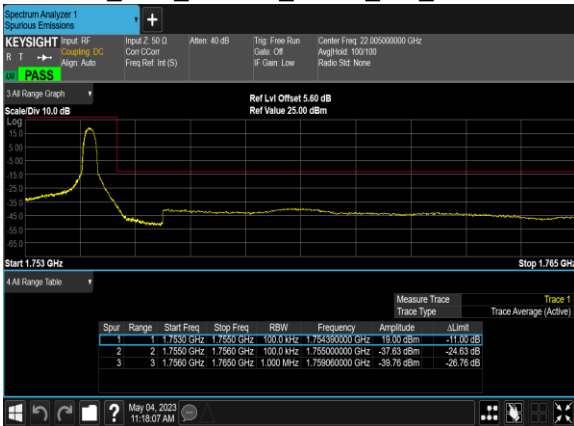 Spectrum Analyzer 1
Spurious Emissions
+
KEYSIGHT Input: RF Input Z: 50 Ω Atten: 40 dB Trig: Free Run Center Freq: 22.005000000 GHz
R T Coupling: DC Corr CCorr Gate: Off Avg|Hold: 100/100
Align: Auto Freq Ref: Int (S) IF Gain: Low Radio Std: None
PASS
3 All Range Graph
Ref Lvl Offset 5.60 dB
Scale/Div 10.0 dB Ref Value 25.00 dBm
Log
15.0
5.00
-5.00
-15.0
-25.0
-35.0
-45.0
-55.0
-65.0
Start 1.753 GHz Stop 1.765 GHz
4 All Range Table
Measure Trace Trace 1
Trace Type Trace Average (Active)
Spur Range Start Freq Stop Freq RBW Frequency Amplitude ΔLimit
1 1 1.7530 GHz 1.7550 GHz 100.0 kHz 1.754390000 GHz 19.00 dBm -11.00 dB
2 2 1.7550 GHz 1.7560 GHz 100.0 kHz 1.755000000 GHz -37.63 dBm -24.63 dB
3 3 1.7560 GHz 1.7650 GHz 1.000 MHz 1.759060000 GHz -39.76 dBm -26.76 dB
? May 04, 2023
11:18:07 AM